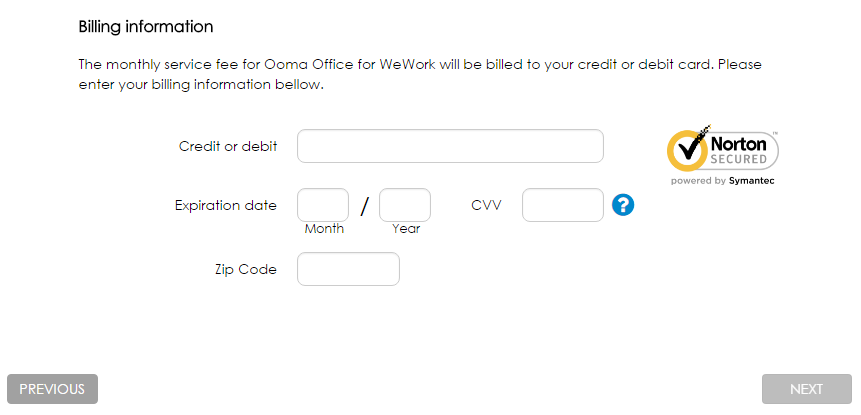 Billing information
The monthly service fee for Ooma Office for WeWork will be billed to your credit or debit card. Please
enter your billing information bellow.
Credit or debit
Norton
SECURED
™
powered by Symantec
Expiration date
/
CVV
?
Month
Year
Zip Code
PREVIOUS
NEXT